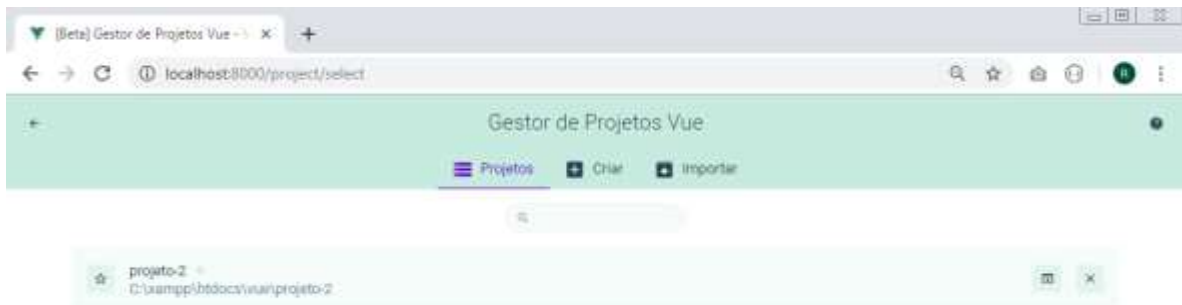 [Beta] Gestor de Projetos Vue -
localhost:8000/project/select
R
Gestor de Projetos Vue
Projetos Criar Importar
projeto-2
C:\xampp\htdocs\vue\projeto-2